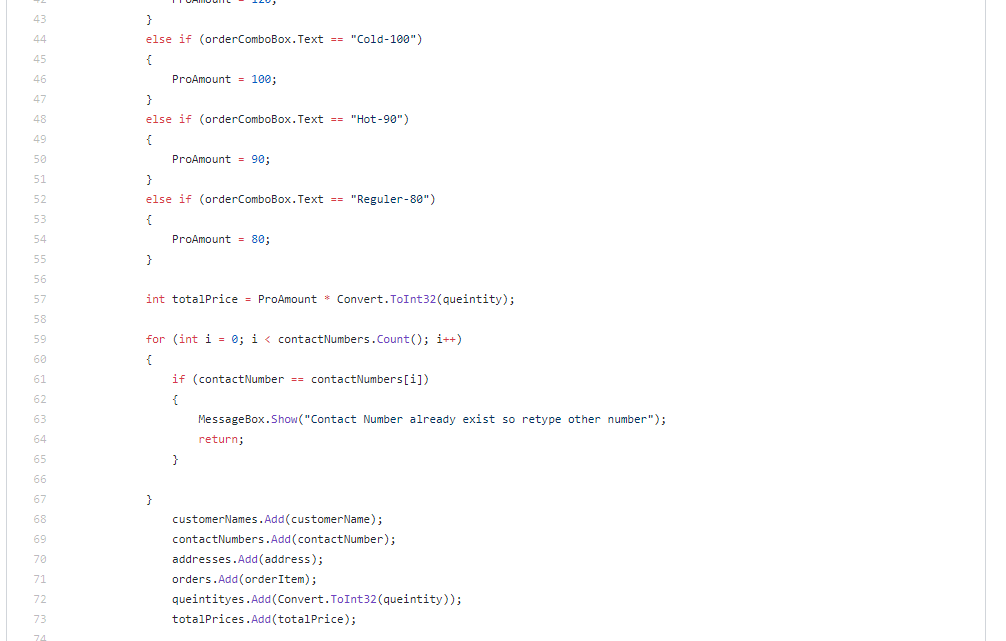 42 ProAmount = 120;
43 }
44 else if (orderComboBox.Text == "Cold-100")
45 {
46 ProAmount = 100;
47 }
48 else if (orderComboBox.Text == "Hot-90")
49 {
50 ProAmount = 90;
51 }
52 else if (orderComboBox.Text == "Reguler-80")
53 {
54 ProAmount = 80;
55 }
56
57 int totalPrice = ProAmount * Convert.ToInt32(queintity);
58
59 for (int i = 0; i < contactNumbers.Count(); i++)
60 {
61 if (contactNumber == contactNumbers[i])
62 {
63 MessageBox.Show("Contact Number already exist so retype other number");
64 return;
65 }
66
67 }
68 customerNames.Add(customerName);
69 contactNumbers.Add(contactNumber);
70 addresses.Add(address);
71 orders.Add(orderItem);
72 queintityes.Add(Convert.ToInt32(queintity));
73 totalPrices.Add(totalPrice);
74